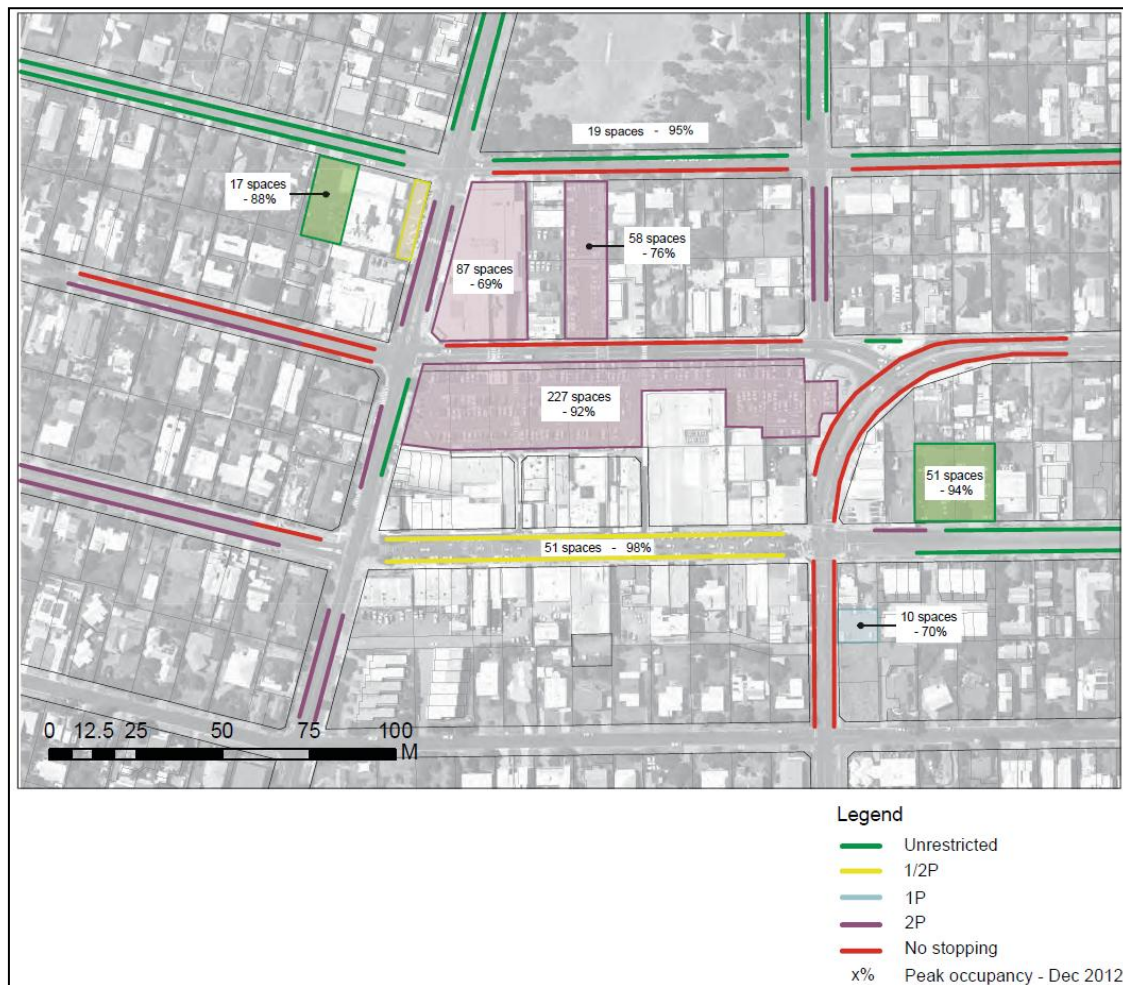 19 spaces - 95%
17 spaces
- 88%
58 spaces
- 76%
87 spaces
- 69%
227 spaces
- 92%
51 spaces
- 94%
51 spaces - 98%
10 spaces
- 70%
0 12.5 25 50 75 100
M
Legend
Unrestricted
1/2P
1P
2P
No stopping
x% Peak occupancy - Dec 2012